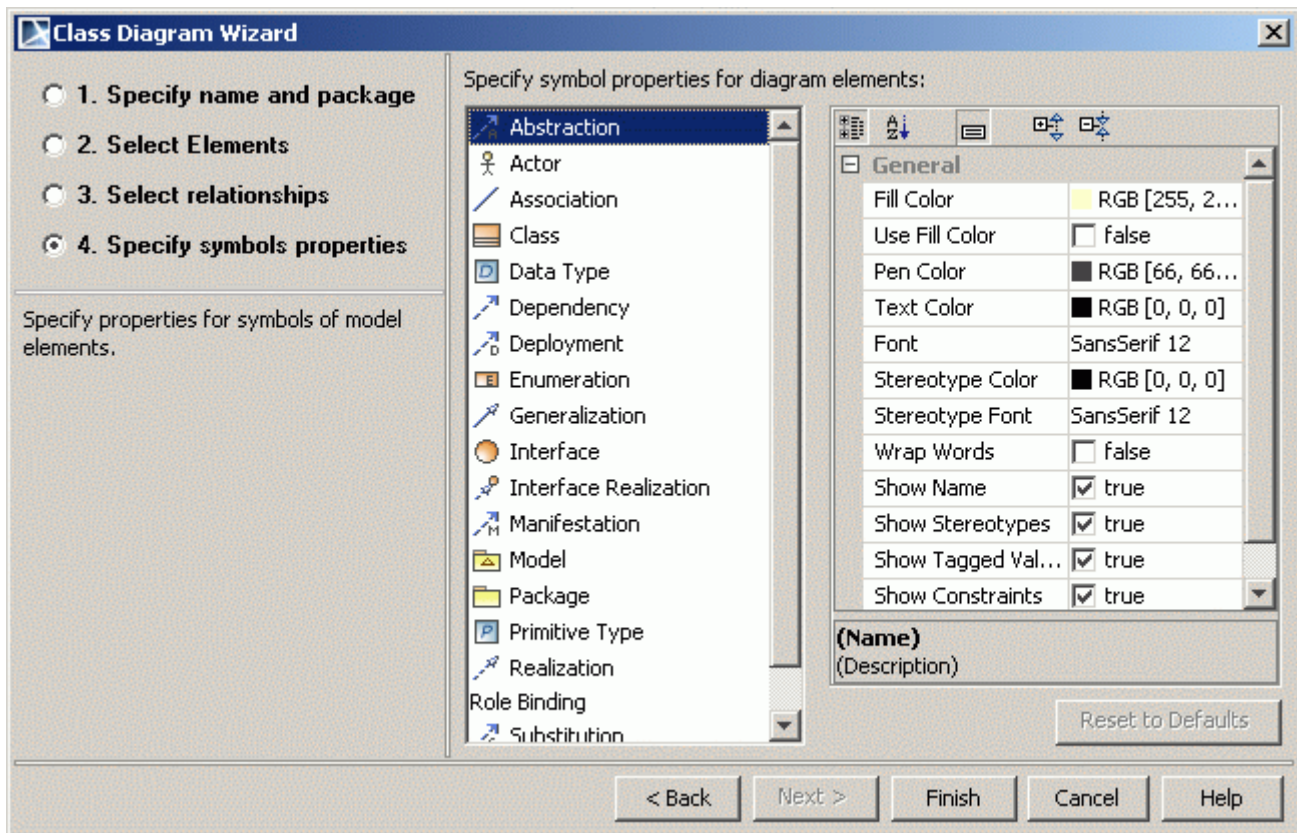 Class Diagram Wizard
1. Specify name and package
2. Select Elements
3. Select relationships
4. Specify symbols properties
Specify properties for symbols of model
elements.
Specify symbol properties for diagram elements:
Abstraction
Actor
Association
Class
Data Type
Dependency
Deployment
Enumeration
Generalization
Interface
Interface Realization
Manifestation
Model
Package
Primitive Type
Realization
Role Binding
Substitution
General
Fill Color RGB [255, 2...
Use Fill Color false
Pen Color RGB [66, 66...
Text Color RGB [0, 0, 0]
Font SansSerif 12
Stereotype Color RGB [0, 0, 0]
Stereotype Font SansSerif 12
Wrap Words false
Show Name true
Show Stereotypes true
Show Tagged Val... true
Show Constraints true
(Name)
(Description)
Reset to Defaults
< Back Next > Finish Cancel Help